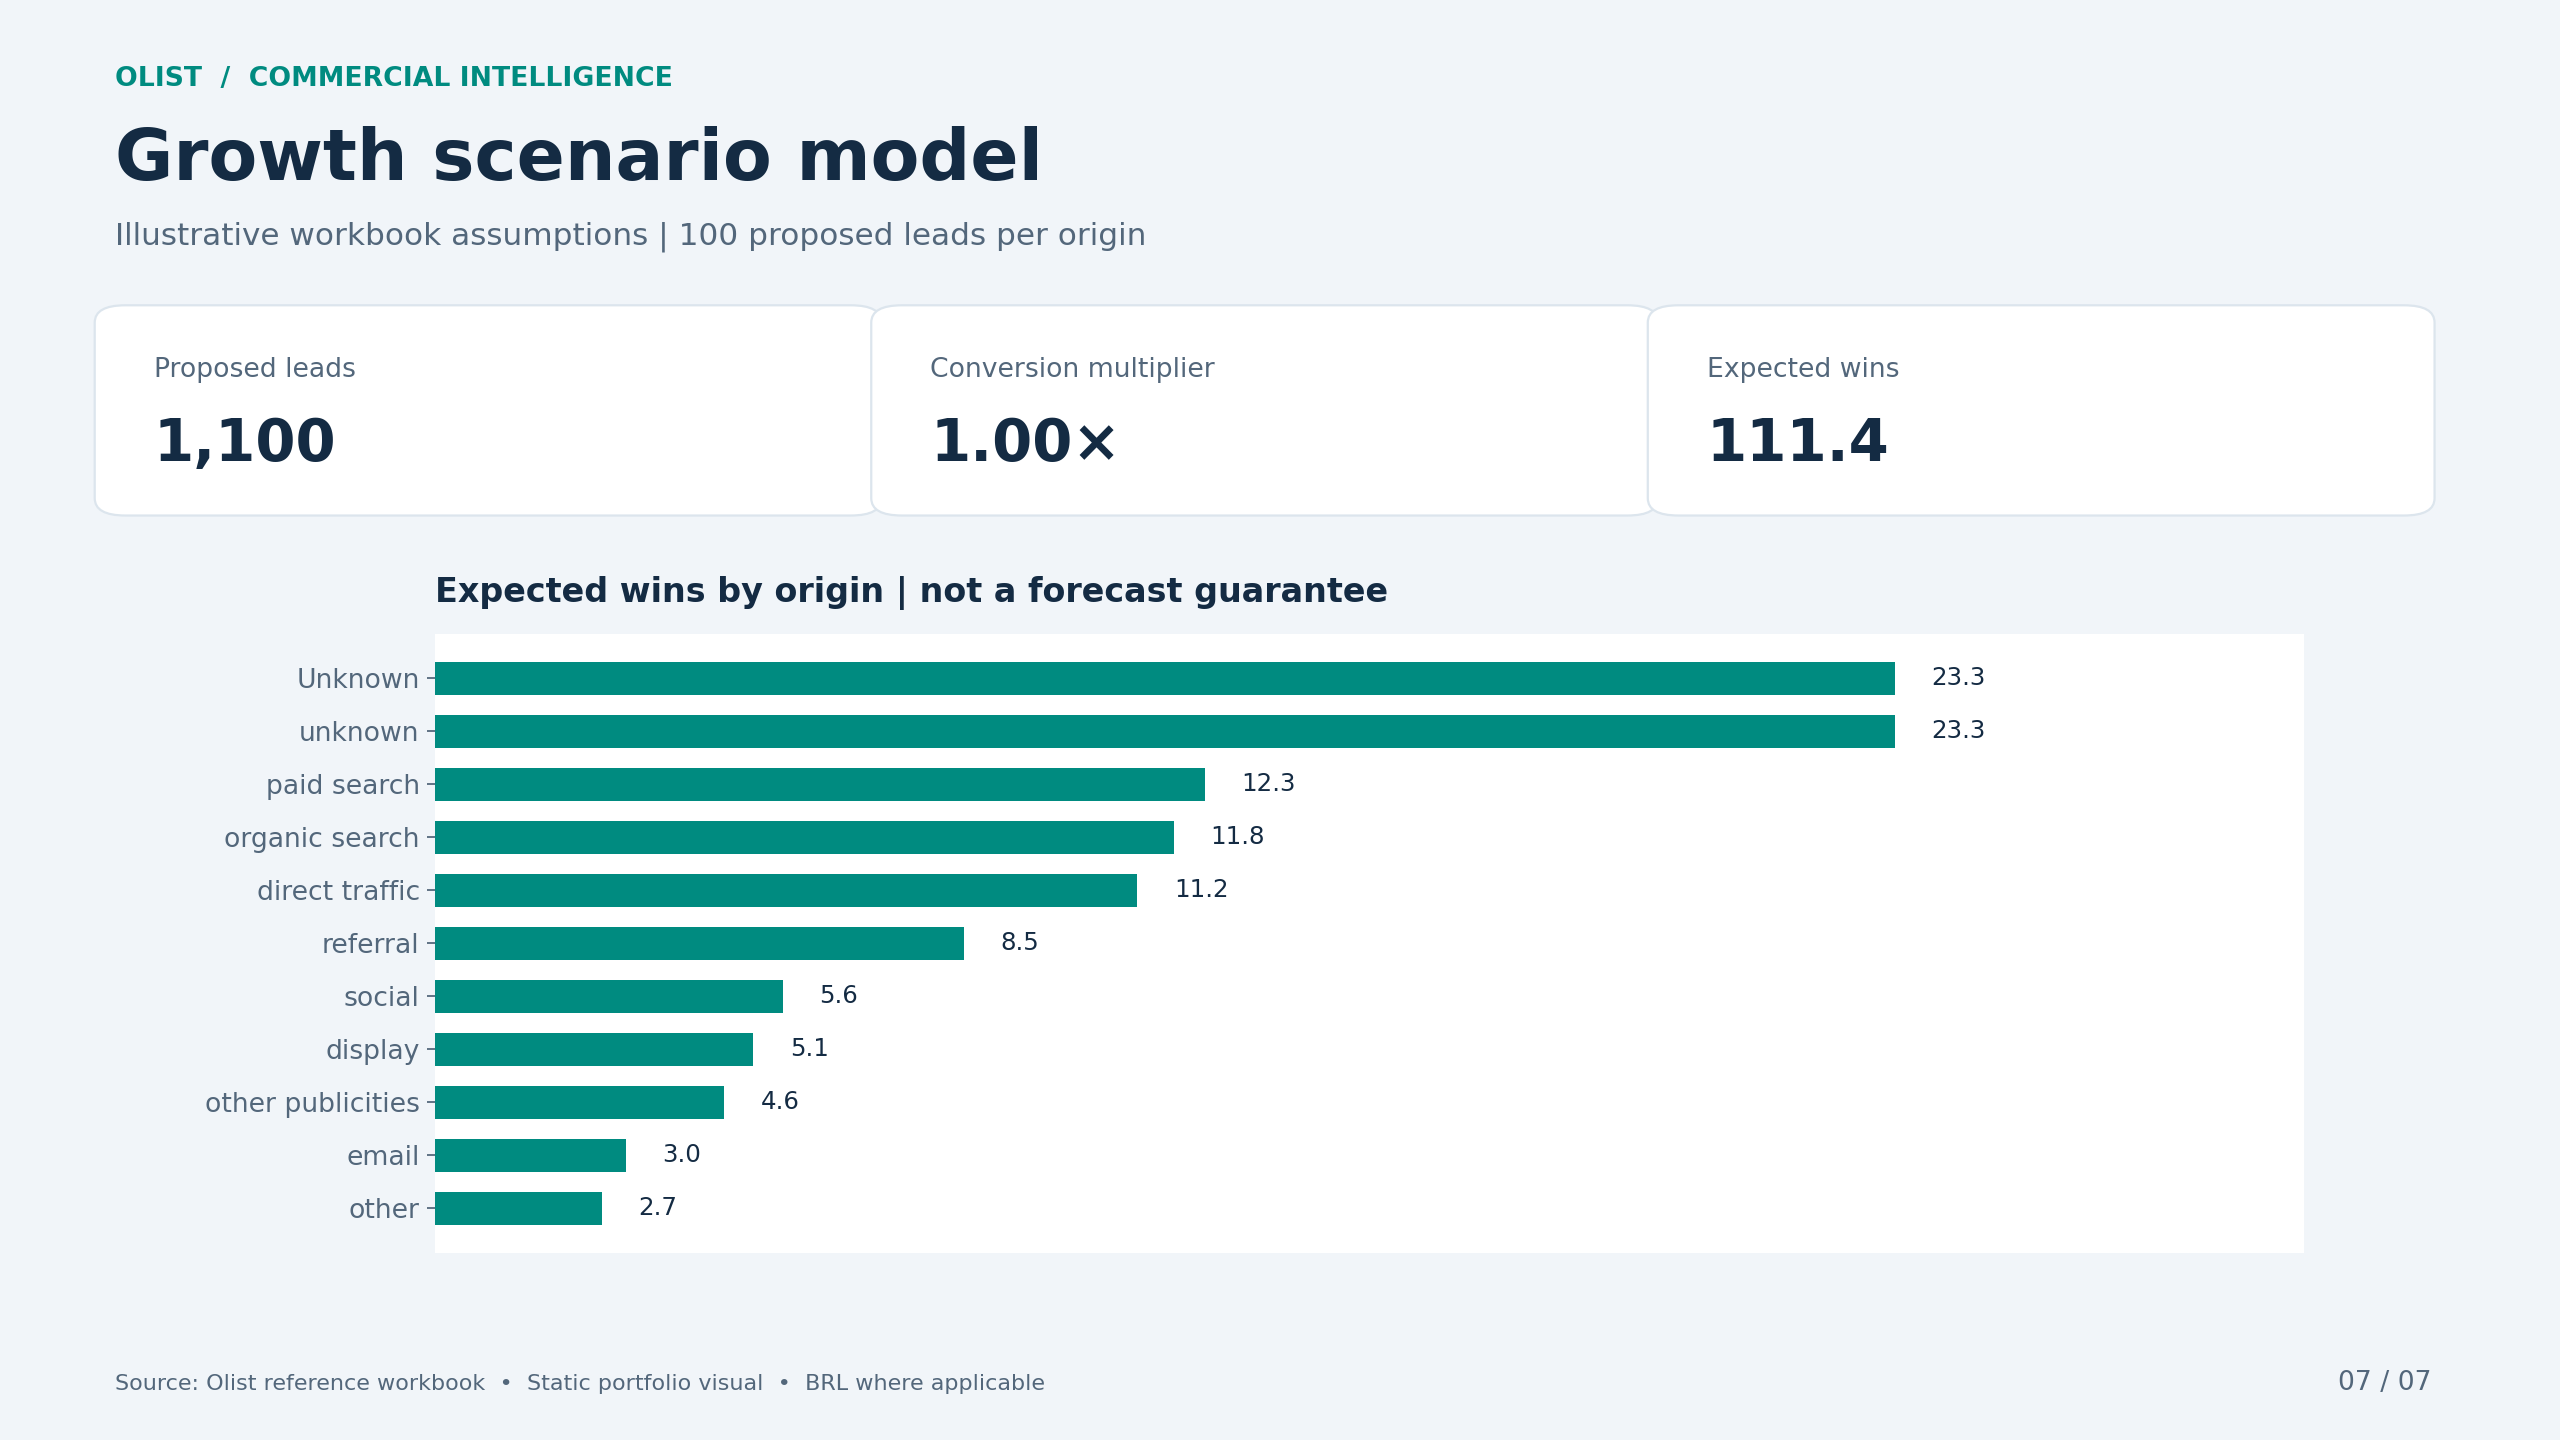 OLIST / COMMERCIAL INTELLIGENCE
Growth scenario model
Illustrative workbook assumptions | 100 proposed leads per origin
Proposed leads
1,100
Conversion multiplier
1.00×
Expected wins
111.4
Expected wins by origin | not a forecast guarantee
Unknown 23.3
unknown 23.3
paid search 12.3
organic search 11.8
direct traffic 11.2
referral 8.5
social 5.6
display 5.1
other publicities 4.6
email 3.0
other 2.7
Source: Olist reference workbook • Static portfolio visual • BRL where applicable
07 / 07